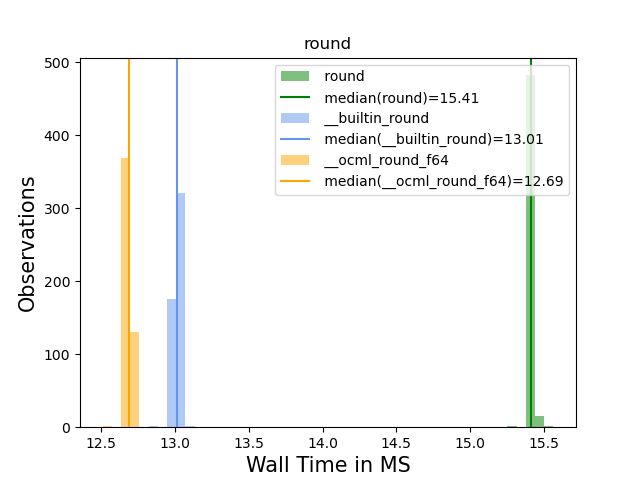 round
500
400
300
200
100
0
Observations
round
median(round)=15.41
__builtin_round
median(__builtin_round)=13.01
__ocml_round_f64
median(__ocml_round_f64)=12.69
12.5 13.0 13.5 14.0 14.5 15.0 15.5
Wall Time in MS